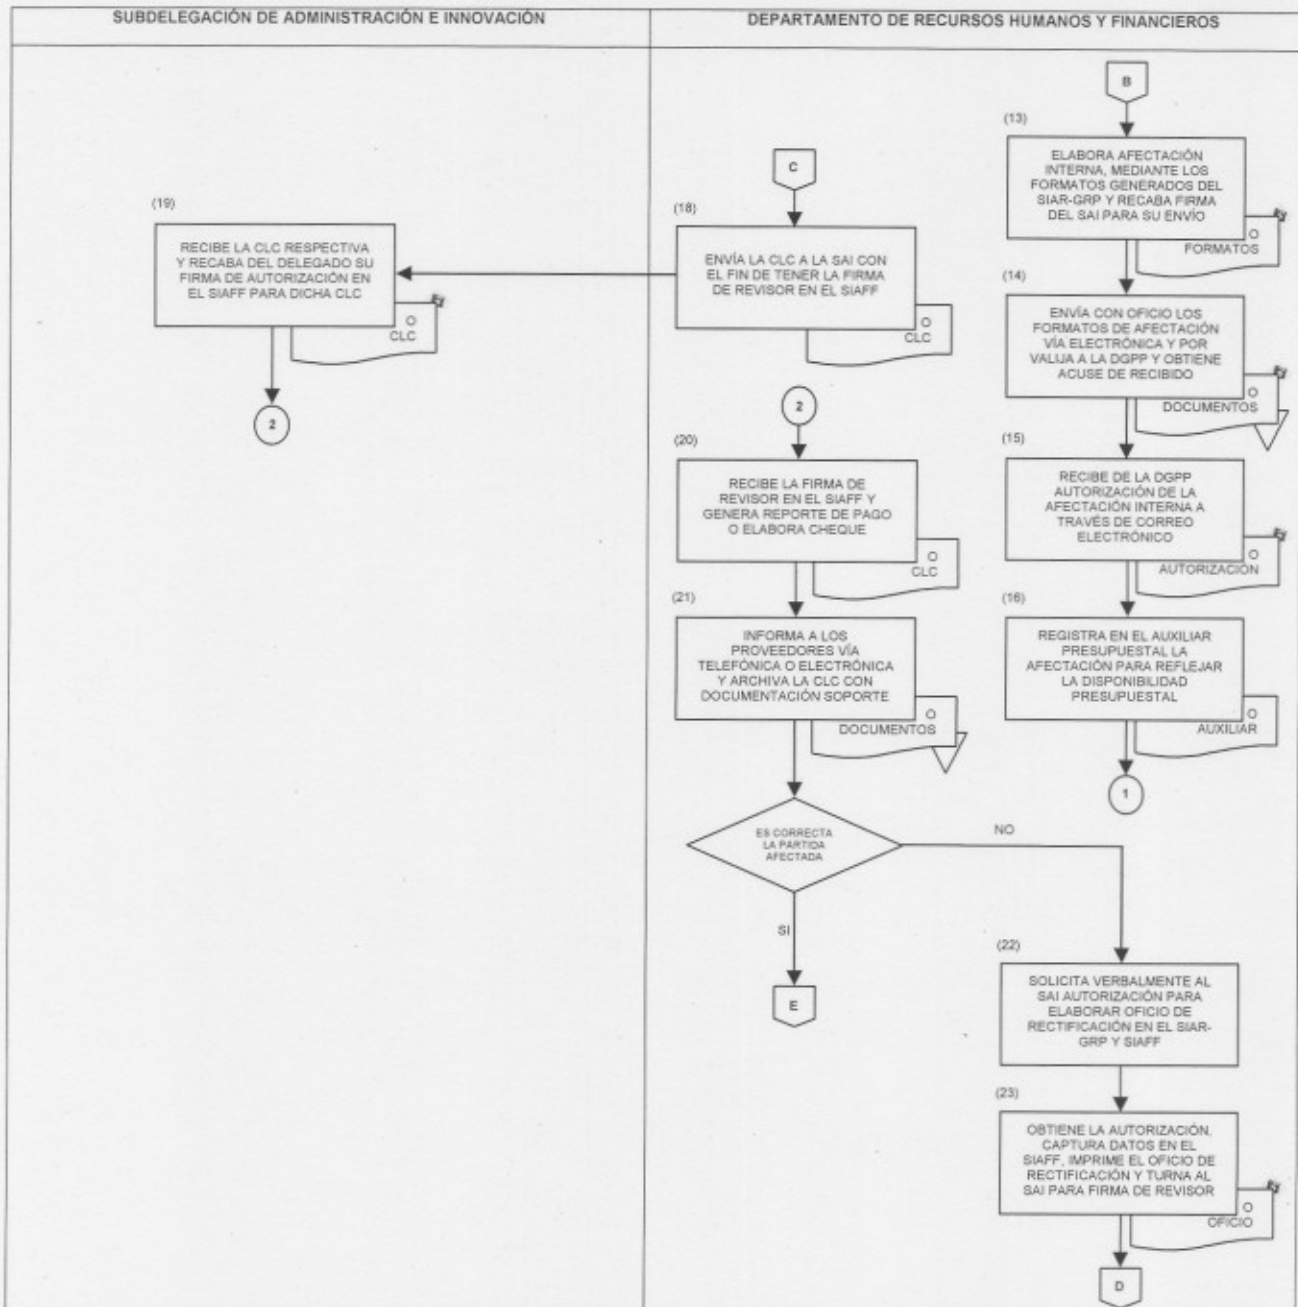 SUBDELEGACIÓN DE ADMINISTRACIÓN E INNOVACIÓN
DEPARTAMENTO DE RECURSOS HUMANOS Y FINANCIEROS
B
(13)
ELABORA AFECTACIÓN
INTERNA, MEDIANTE LOS
FORMATOS GENERADOS DEL
SIAR-GRP Y RECABA FIRMA
DEL SAI PARA SU ENVÍO
O
FORMATOS
(14)
ENVÍA CON OFICIO LOS
FORMATOS DE AFECTACIÓN
VÍA ELECTRÓNICA Y POR
VALIJA A LA DGPP Y OBTIENE
ACUSE DE RECIBIDO
O
DOCUMENTOS
(15)
RECIBE DE LA DGPP
AUTORIZACIÓN DE LA
AFECTACIÓN INTERNA A
TRAVÉS DE CORREO
ELECTRÓNICO
O
AUTORIZACIÓN
(16)
REGISTRA EN EL AUXILIAR
PRESUPUESTAL LA
AFECTACIÓN PARA REFLEJAR
LA DISPONIBILIDAD
PRESUPUESTAL
O
AUXILIAR
1
C
(18)
ENVÍA LA CLC A LA SAI CON
EL FIN DE TENER LA FIRMA
DE REVISOR EN EL SIAFF
O
CLC
(19)
RECIBE LA CLC RESPECTIVA
Y RECABA DEL DELEGADO SU
FIRMA DE AUTORIZACIÓN EN
EL SIAFF PARA DICHA CLC
O
CLC
2
2
(20)
RECIBE LA FIRMA DE
REVISOR EN EL SIAFF Y
GENERA REPORTE DE PAGO
O ELABORA CHEQUE
O
CLC
(21)
INFORMA A LOS
PROVEEDORES VÍA
TELEFÓNICA O ELECTRÓNICA
Y ARCHIVA LA CLC CON
DOCUMENTACIÓN SOPORTE
O
DOCUMENTOS
ES CORRECTA
LA PARTIDA
AFECTADA
NO
SI
E
(22)
SOLICITA VERBALMENTE AL
SAI AUTORIZACIÓN PARA
ELABORAR OFICIO DE
RECTIFICACIÓN EN EL SIAR-
GRP Y SIAFF
(23)
OBTIENE LA AUTORIZACIÓN,
CAPTURA DATOS EN EL
SIAFF, IMPRIME EL OFICIO DE
RECTIFICACIÓN Y TURNA AL
SAI PARA FIRMA DE REVISOR
O
OFICIO
D